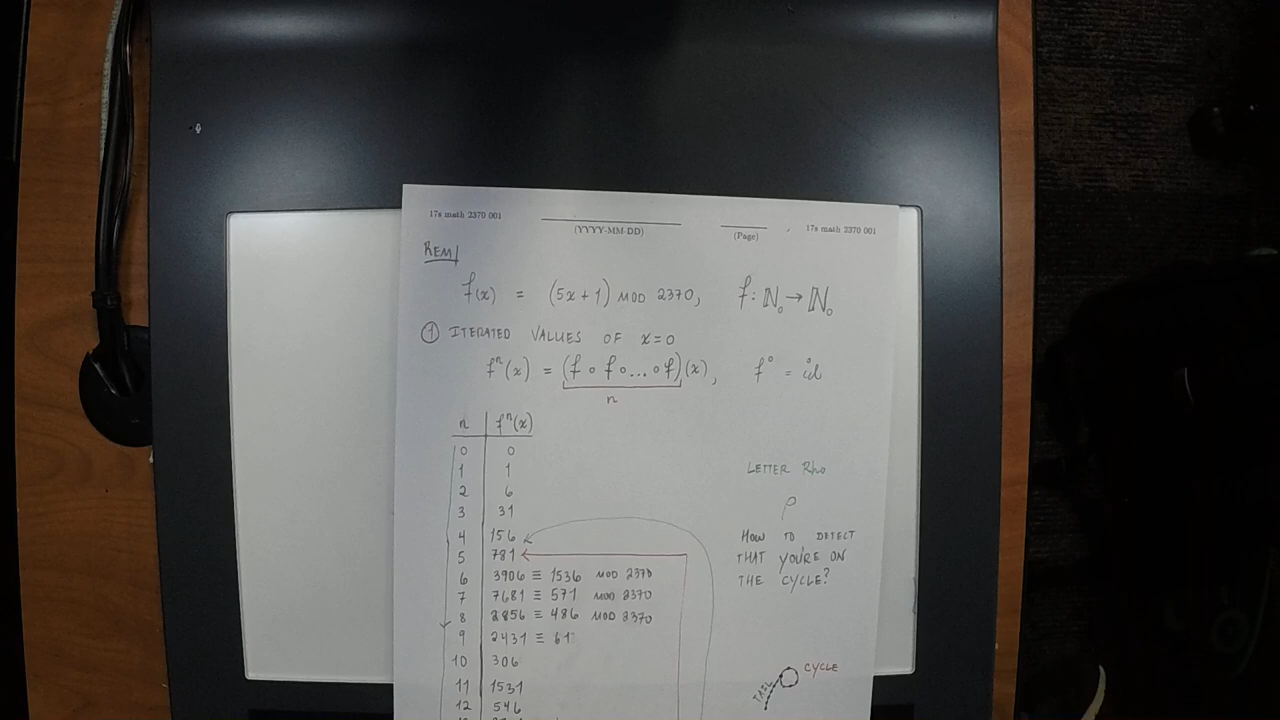 17s math 2370 001
(YYYY-MM-DD)
(Page)
17s math 2370 001
REM/
f(x) = (5x+1) MOD 2370, f: ℕ₀ → ℕ₀
① ITERATED VALUES OF x=0
fⁿ(x) = (f ∘ f ∘ ... ∘ f)(x), f⁰ = id
n
n fⁿ(x)
0 0
1 1
2 6
3 31
4 156
5 781
6 3906 ≡ 1536 MOD 2370
7 7681 ≡ 571 MOD 2370
8 2856 ≡ 486 MOD 2370
9 2431 ≡ 61
10 306
11 1531
12 546
LETTER Rho
ρ
HOW TO DETECT
THAT YOU'RE ON
THE CYCLE?
CYCLE
TAIL